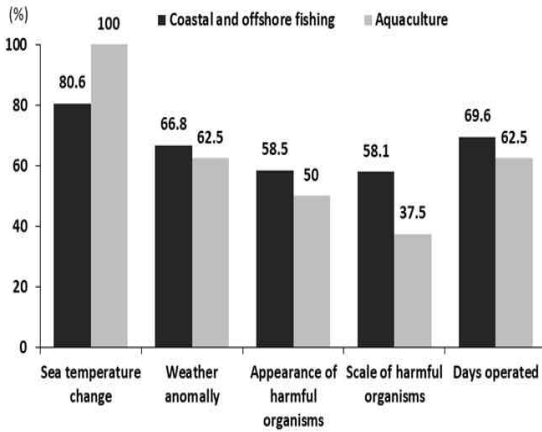 (%)
Coastal and offshore fishing
Aquaculture
100
80
60
40
20
0
80.6
100
66.8
62.5
58.5
50
58.1
37.5
69.6
62.5
Sea temperature
change
Weather
anomally
Appearance of
harmful
organisms
Scale of harmful
organisms
Days operated